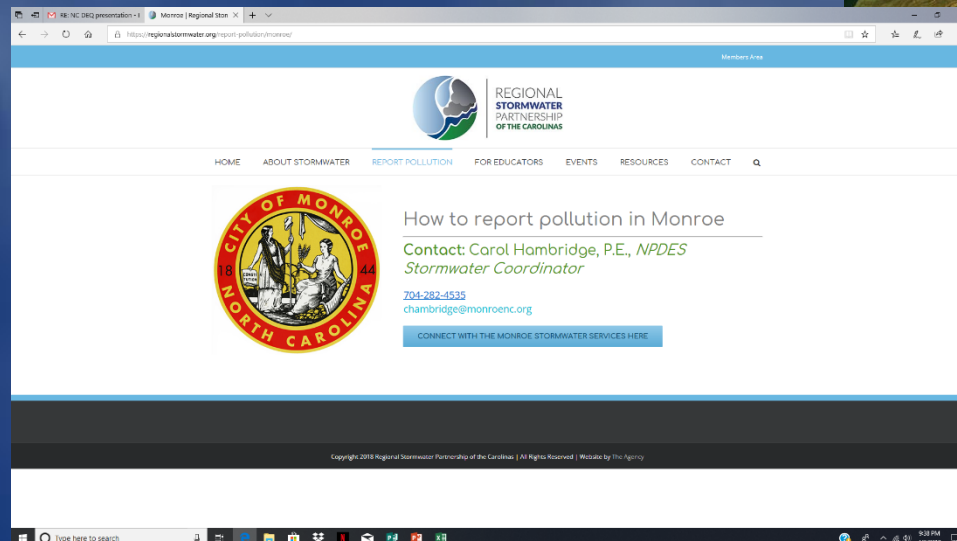 RE: NC DEQ presentation -
Monroe | Regional Ston
https://regionalstormwater.org/report-pollution/monroe/
Members Area
REGIONAL
STORMWATER
PARTNERSHIP
OF THE CAROLINAS
HOME ABOUT STORMWATER REPORT POLLUTION FOR EDUCATORS EVENTS RESOURCES CONTACT
CITY OF MONROE
18 44
NORTH CAROLINA
How to report pollution in Monroe
Contact: Carol Hambridge, P.E., NPDES
Stormwater Coordinator
704-282-4535
chambridge@monroenc.org
CONNECT WITH THE MONROE STORMWATER SERVICES HERE
Copyright 2018 Regional Stormwater Partnership of the Carolinas | All Rights Reserved | Website by The Agency
Type here to search
9:38 PM